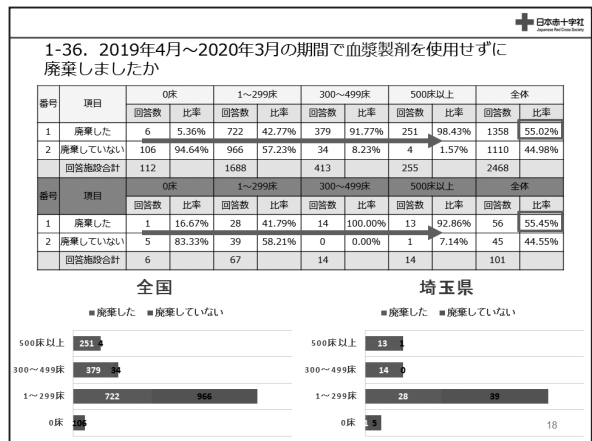 日本赤十字社
Japanese Red Cross Society
1-36．2019年4月～2020年3月の期間で血漿製剤を使用せずに
廃棄しましたか
番号 項目 0床 1～299床 300～499床 500床以上 全体
回答数 比率 回答数 比率 回答数 比率 回答数 比率 回答数 比率
1 廃棄した 6 5.36% 722 42.77% 379 91.77% 251 98.43% 1358 55.02%
2 廃棄していない 106 94.64% 966 57.23% 34 8.23% 4 1.57% 1110 44.98%
回答施設合計 112 1688 413 255 2468
番号 項目 0床 1～299床 300～499床 500床以上 全体
回答数 比率 回答数 比率 回答数 比率 回答数 比率 回答数 比率
1 廃棄した 1 16.67% 28 41.79% 14 100.00% 13 92.86% 56 55.45%
2 廃棄していない 5 83.33% 39 58.21% 0 0.00% 1 7.14% 45 44.55%
回答施設合計 6 67 14 14 101
全国
■廃棄した ■廃棄していない
500床以上 251 4
300～499床 379 34
1～299床 722 966
0床 106
埼玉県
■廃棄した ■廃棄していない
500床以上 13 1
300～499床 14 0
1～299床 28 39
0床 1 5
18